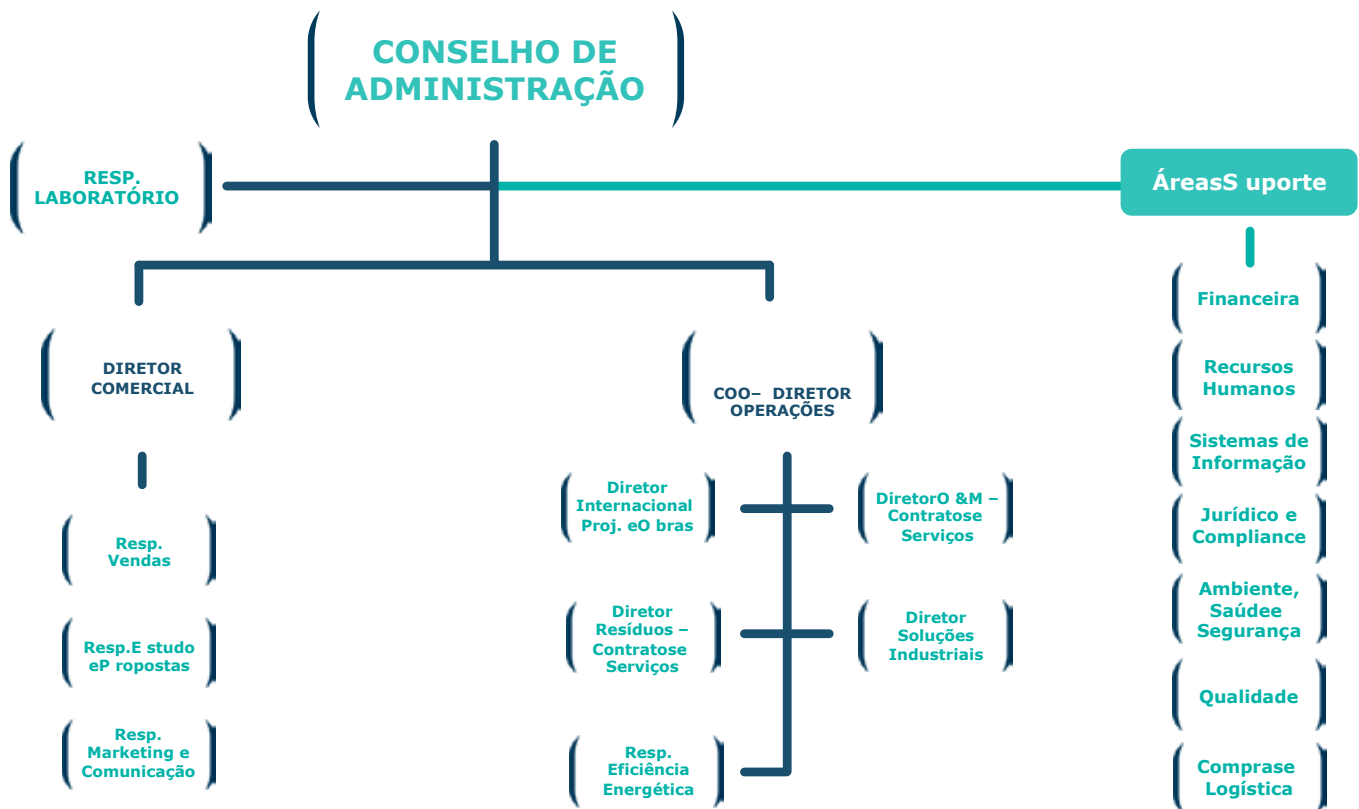 CONSELHO DE
ADMINISTRAÇÃO
RESP.
LABORATÓRIO
ÁreasS uporte
DIRETOR
COMERCIAL
Resp.
Vendas
Resp.E studo
eP ropostas
Resp.
Marketing e
Comunicação
COO– DIRETOR
OPERAÇÕES
Diretor
Internacional
Proj. eO bras
DiretorO &M –
Contratose
Serviços
Diretor
Resíduos –
Contratose
Serviços
Diretor
Soluções
Industriais
Resp.
Eficiência
Energética
Financeira
Recursos
Humanos
Sistemas de
Informação
Jurídico e
Compliance
Ambiente,
Saúdee
Segurança
Qualidade
Comprase
Logística